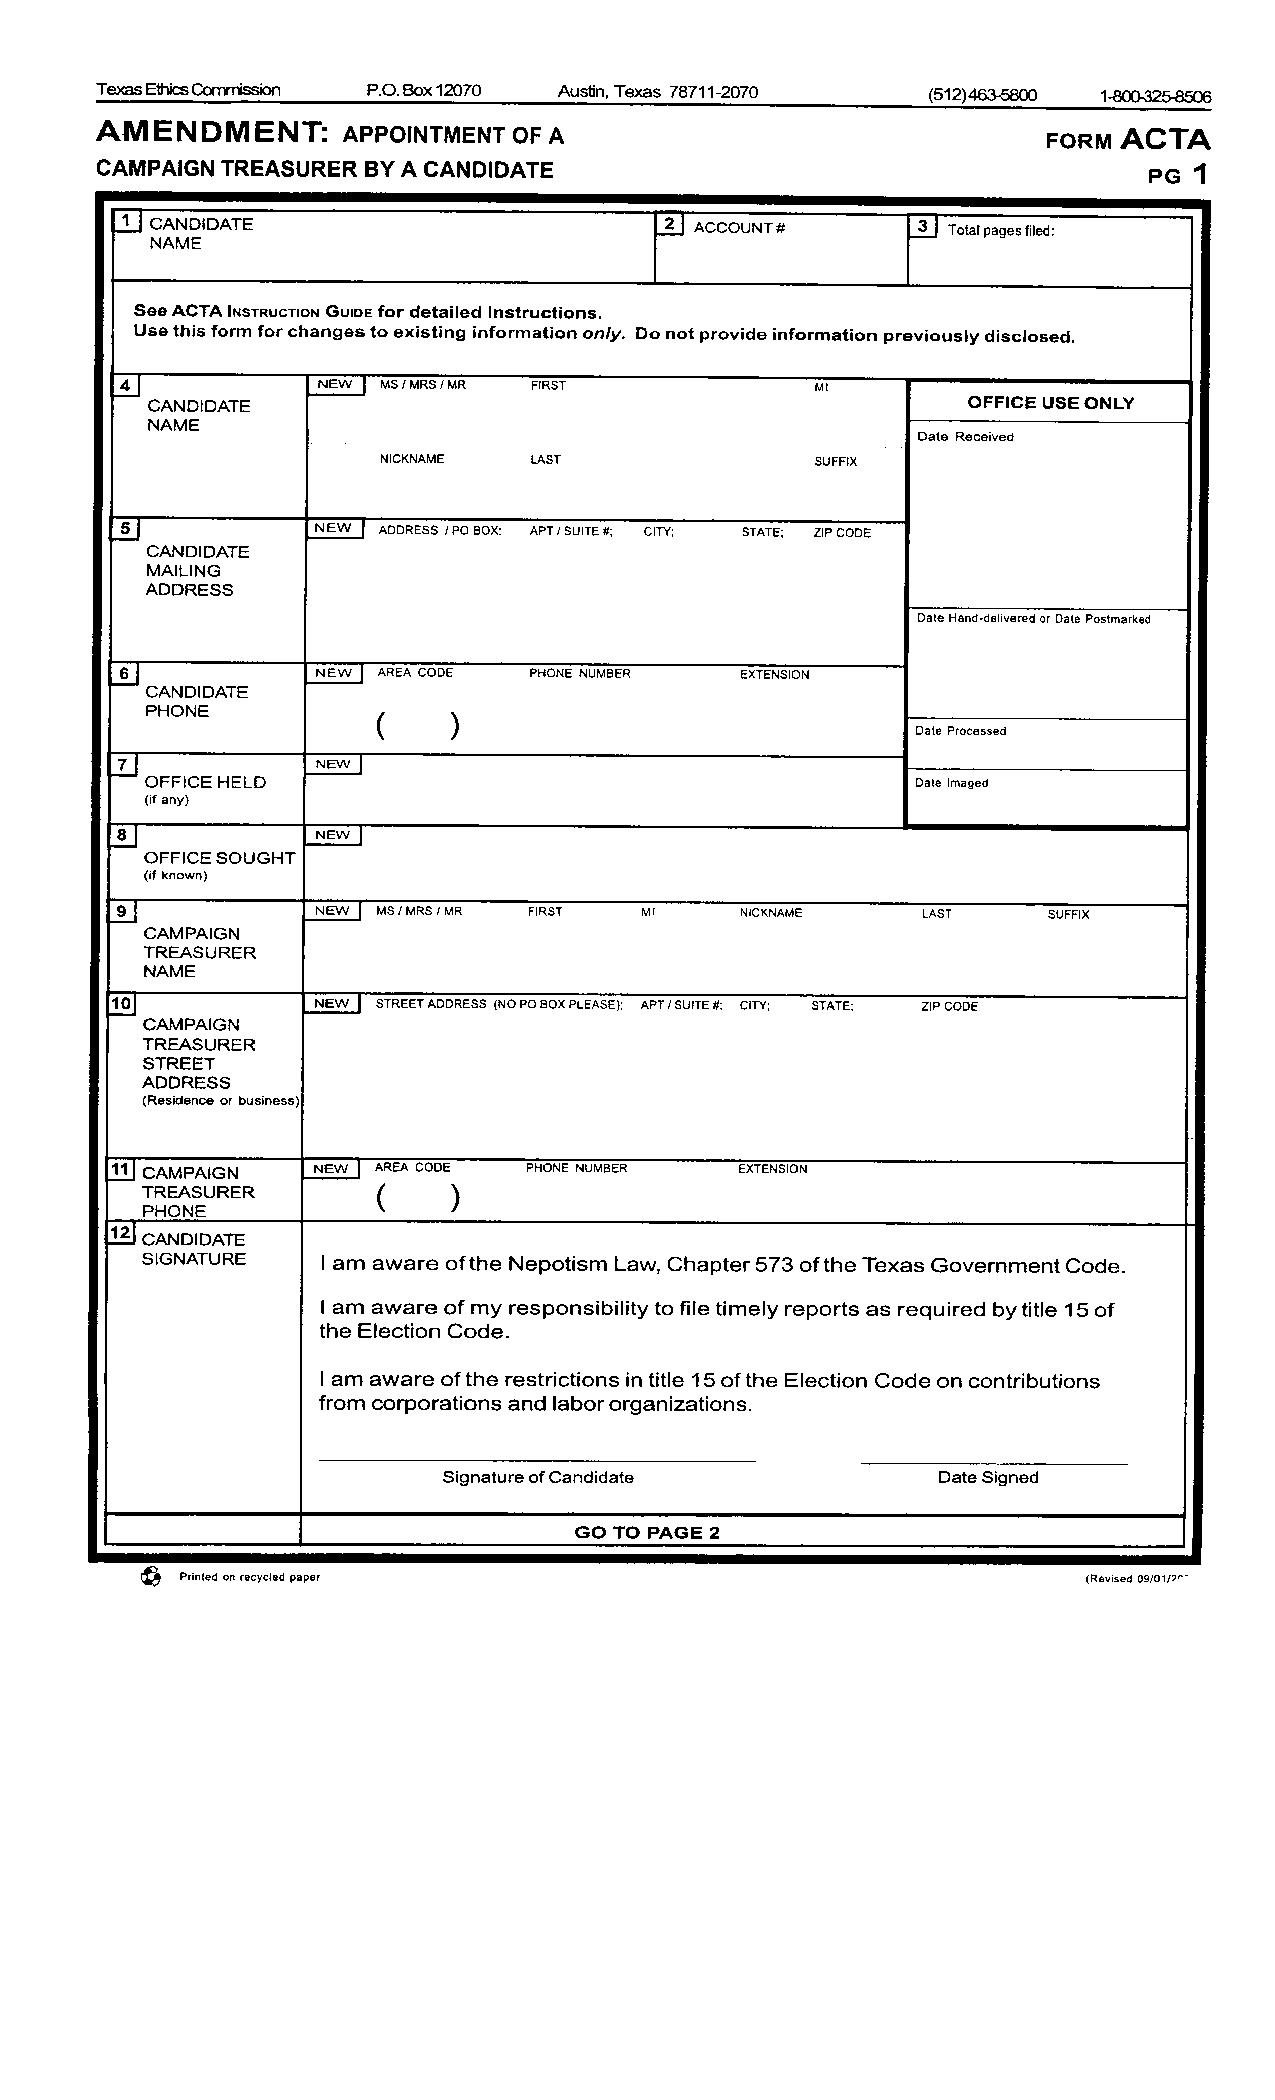 Texas Ethics Commission P.O. Box 12070 Austin, Texas 78711-2070 (512) 463-5800 1-800-325-8506
AMENDMENT: APPOINTMENT OF A FORM ACTA
CAMPAIGN TREASURER BY A CANDIDATE PG 1
1 CANDIDATE NAME
2 ACCOUNT #
3 Total pages filed:
See ACTA INSTRUCTION GUIDE for detailed Instructions.
Use this form for changes to existing information only. Do not provide information previously disclosed.
4 CANDIDATE NAME
NEW MS / MRS / MR FIRST MI
NICKNAME LAST SUFFIX
OFFICE USE ONLY
Date Received
5 CANDIDATE MAILING ADDRESS
NEW ADDRESS / PO BOX; APT / SUITE #; CITY; STATE; ZIP CODE
Date Hand-delivered or Date Postmarked
6 CANDIDATE PHONE
NEW AREA CODE PHONE NUMBER EXTENSION
( )
Date Processed
7 OFFICE HELD
(if any)
NEW
Date Imaged
8 OFFICE SOUGHT
(if known)
NEW
9 CAMPAIGN TREASURER NAME
NEW MS / MRS / MR FIRST MI NICKNAME LAST SUFFIX
10 CAMPAIGN TREASURER STREET ADDRESS
(Residence or business)
NEW STREET ADDRESS (NO PO BOX PLEASE); APT / SUITE #; CITY; STATE; ZIP CODE
11 CAMPAIGN TREASURER PHONE
NEW AREA CODE PHONE NUMBER EXTENSION
( )
12 CANDIDATE SIGNATURE
I am aware of the Nepotism Law, Chapter 573 of the Texas Government Code.
I am aware of my responsibility to file timely reports as required by title 15 of
the Election Code.
I am aware of the restrictions in title 15 of the Election Code on contributions
from corporations and labor organizations.
Signature of Candidate Date Signed
GO TO PAGE 2
Printed on recycled paper (Revised